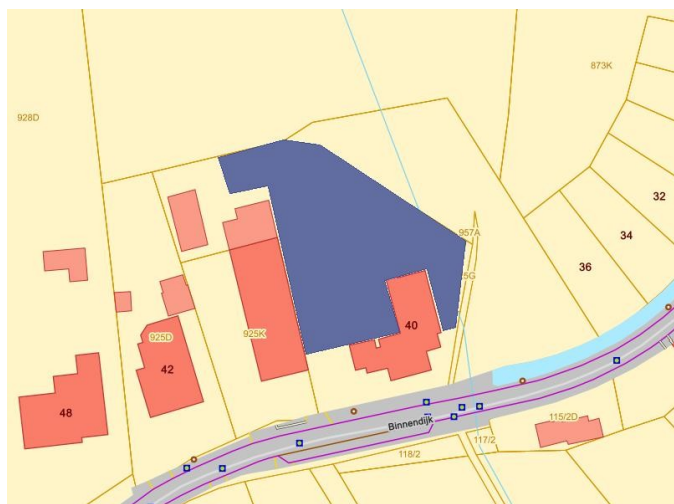 873K
928D
32
34
957A
36
5G
40
925K
925D
42
48
Binnendijk
115/2D
117/2
118/2